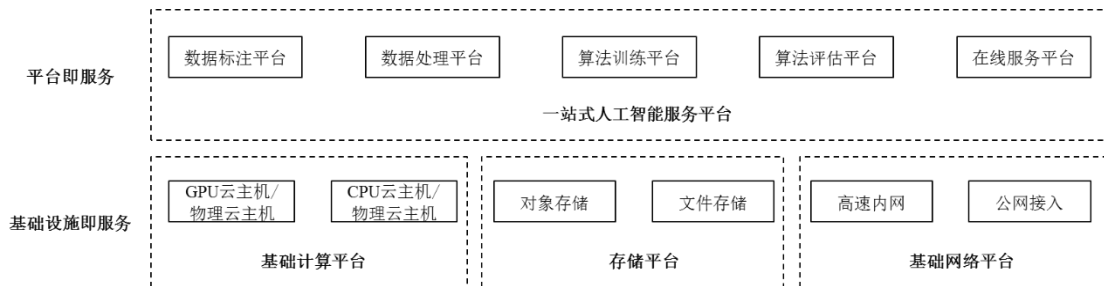 平台即服务
数据标注平台
数据处理平台
算法训练平台
算法评估平台
在线服务平台
一站式人工智能服务平台
基础设施即服务
GPU云主机/
物理云主机
CPU云主机/
物理云主机
基础计算平台
对象存储
文件存储
存储平台
高速内网
公网接入
基础网络平台